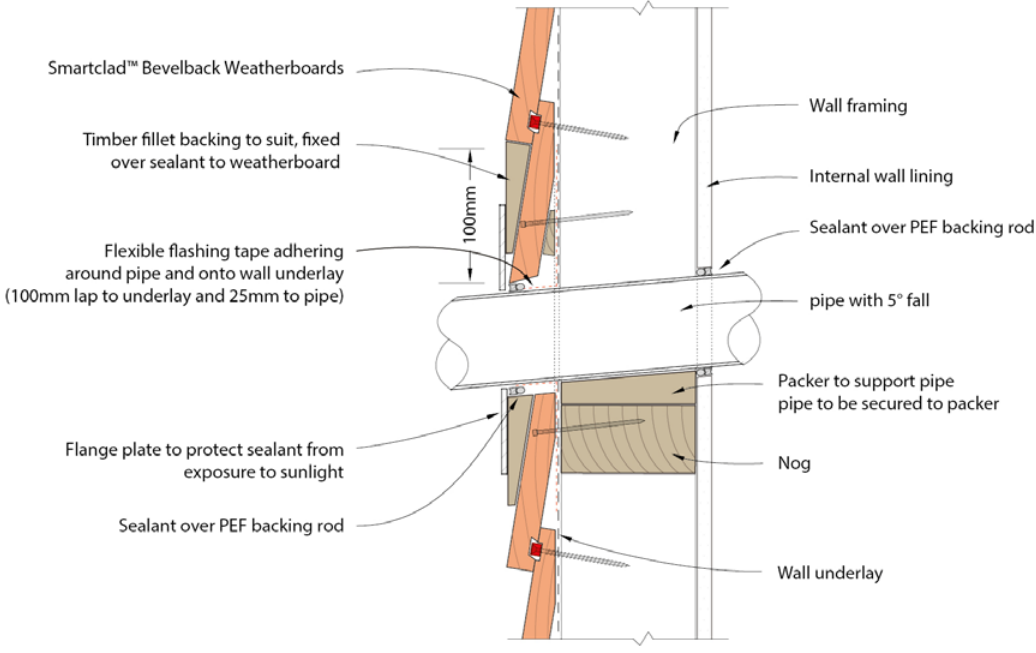 Smartclad™ Bevelback Weatherboards
Timber fillet backing to suit, fixed
over sealant to weatherboard
100mm
Flexible flashing tape adhering
around pipe and onto wall underlay
(100mm lap to underlay and 25mm to pipe)
Flange plate to protect sealant from
exposure to sunlight
Sealant over PEF backing rod
Wall framing
Internal wall lining
Sealant over PEF backing rod
pipe with 5° fall
Packer to support pipe
pipe to be secured to packer
Nog
Wall underlay